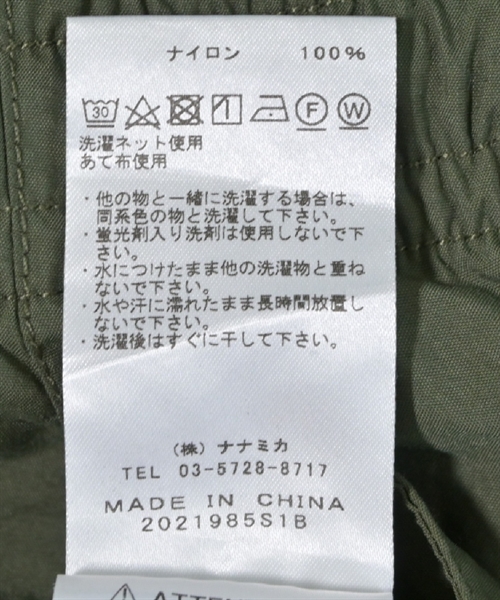 ナイロン 100%
30 F W
洗濯ネット使用
あて布使用
・他の物と一緒に洗濯する場合は、
同系色の物と洗濯して下さい。
・蛍光剤入り洗剤は使用しないで下
さい。
・水につけたまま他の洗濯物と重ね
ないで下さい。
・水や汗に濡れたまま長時間放置し
ないで下さい。
・洗濯後はすぐに干して下さい。
(株) ナナミカ
TEL 03-5728-8717
MADE IN CHINA
2021985S1B